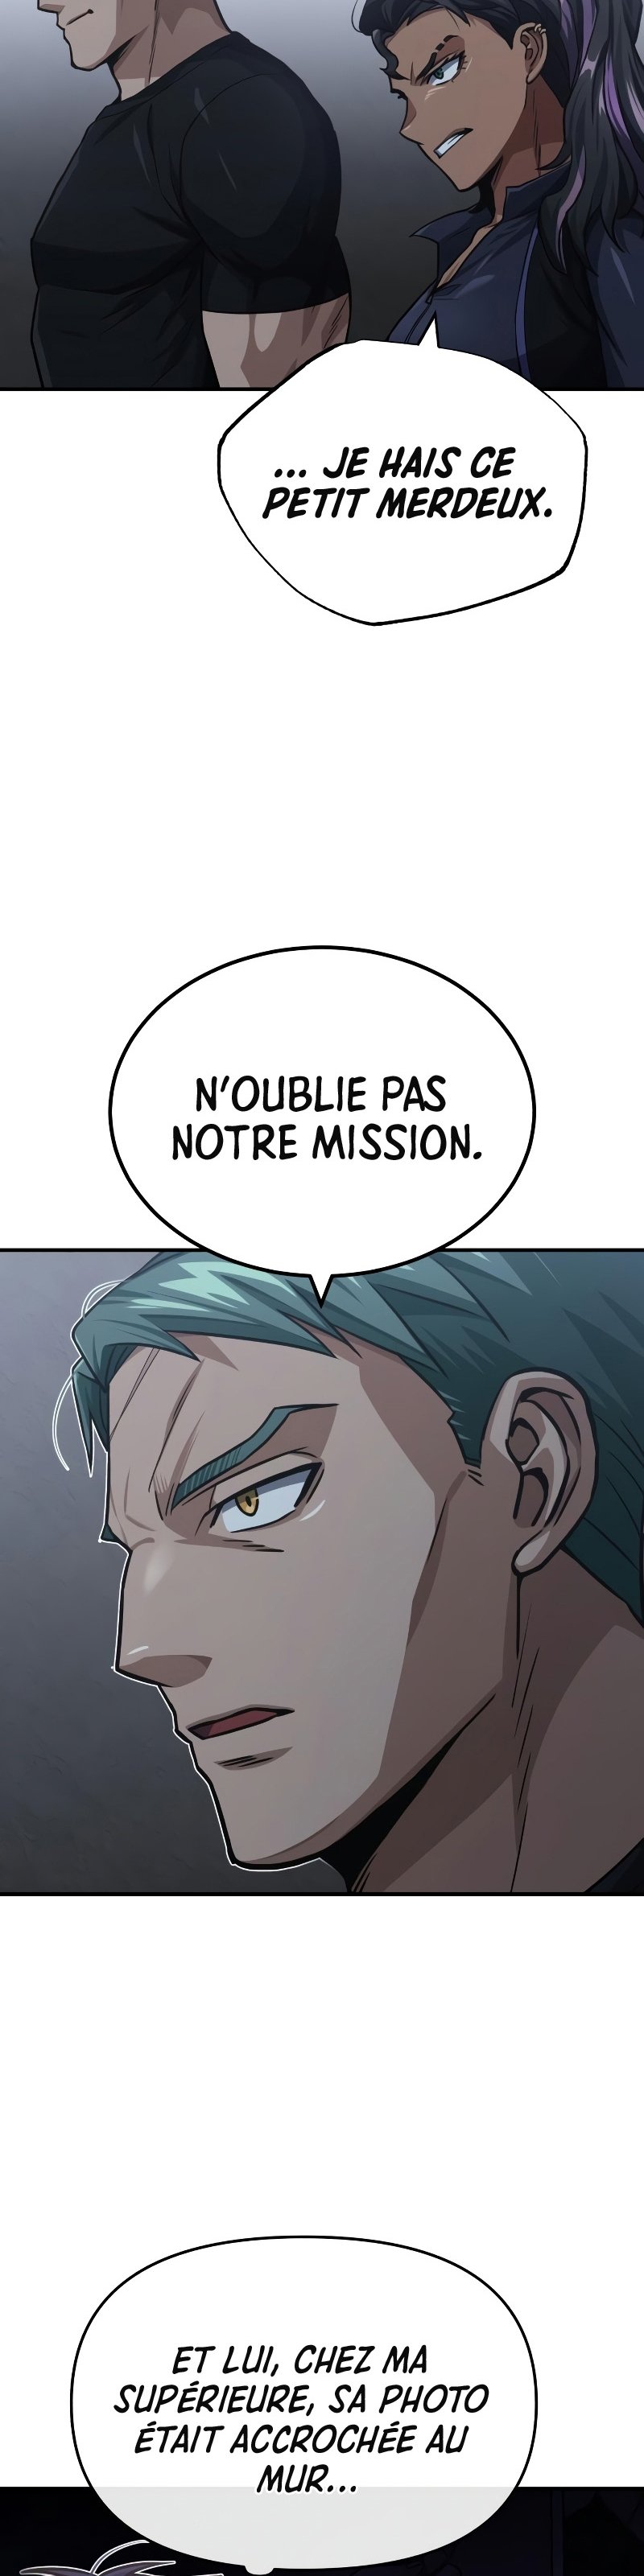 ... JE HAIS CE
PETIT MERDEUX.
N'OUBLIE PAS
NOTRE MISSION.
ET LUI, CHEZ MA
SUPÉRIEURE, SA PHOTO
ÉTAIT ACCROCHÉE AU
MUR...